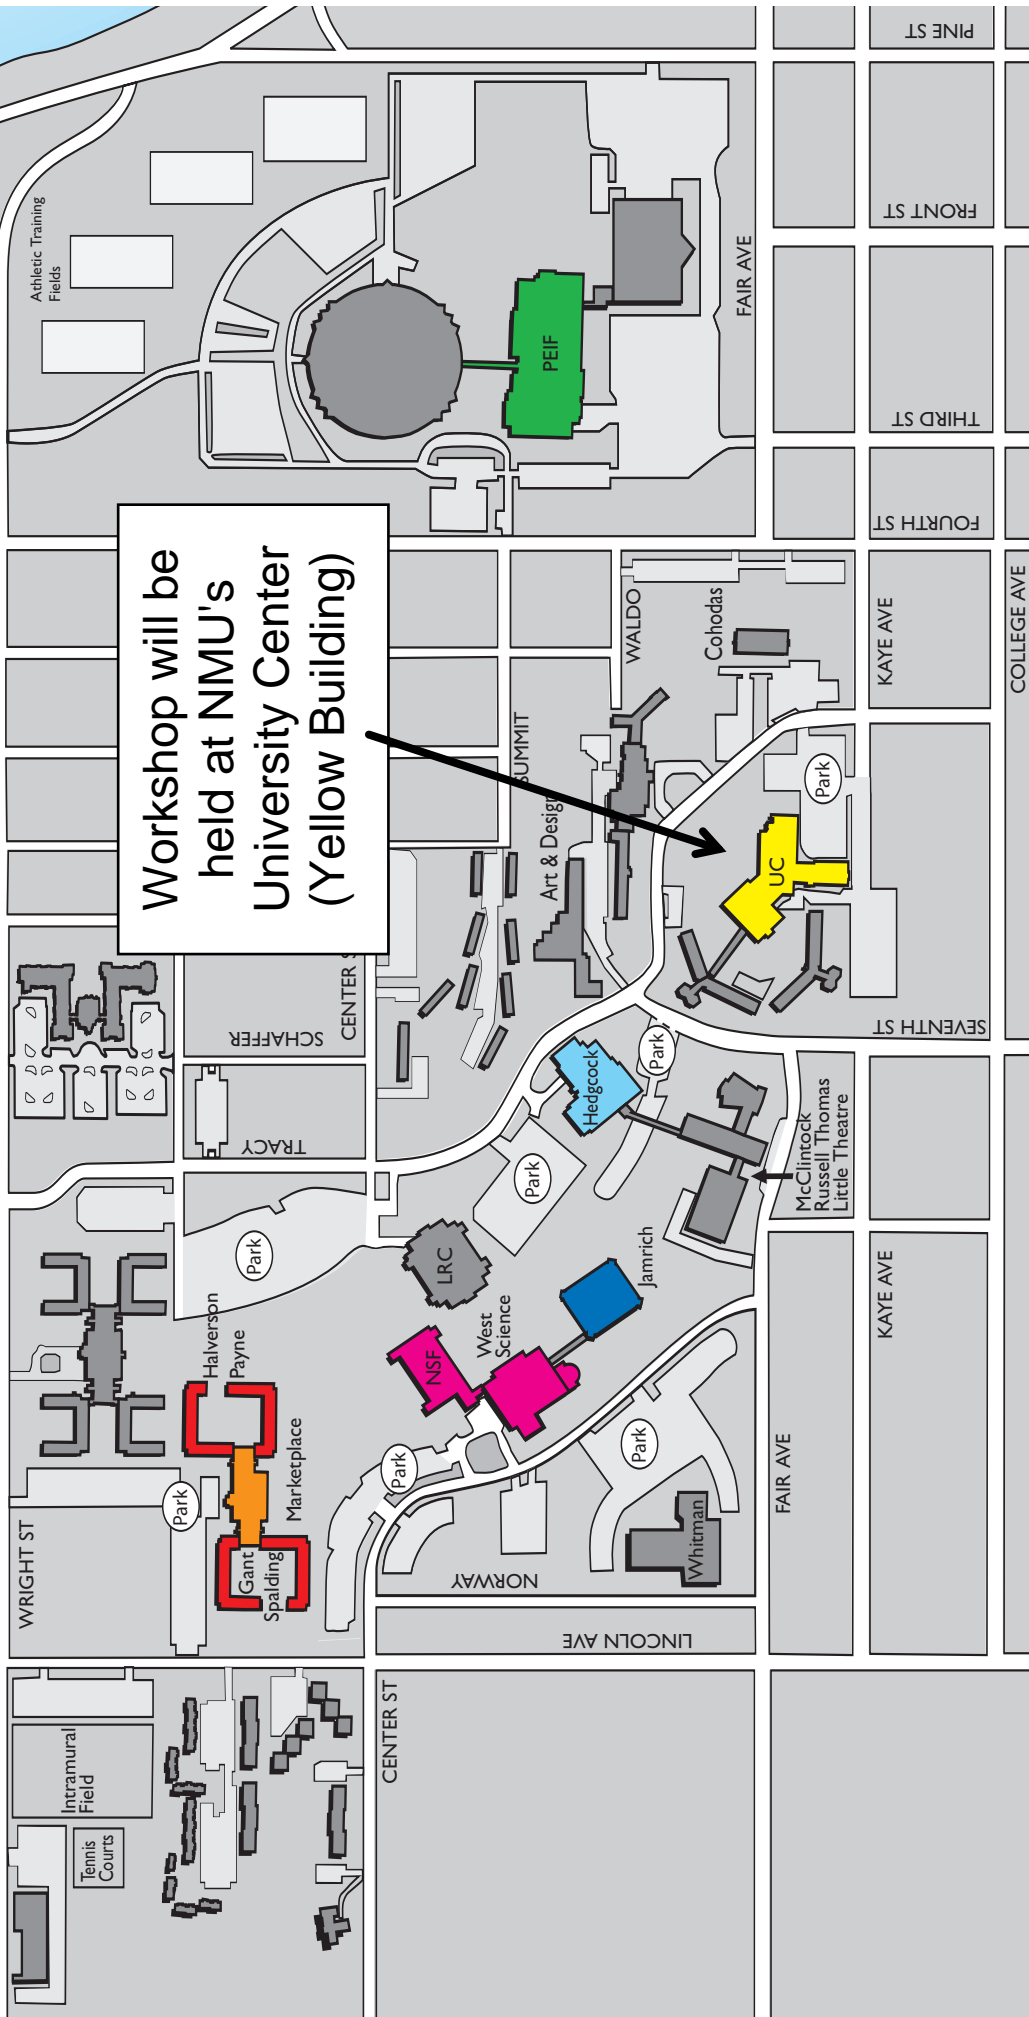 Workshop will be
held at NMU's
University Center
(Yellow Building)
WRIGHT ST
Intramural
Field
Tennis
Courts
Park
Gant
Spalding
Marketplace
Halverson
Payne
Park
TRACY
SCHAFFER
CENTER S
Athletic Training
Fields
CENTER ST
LINCOLN AVE
NORWAY
Park
NSF
West
Science
LRC
Park
Hedgcock
Park
Jamrich
Whitman
Park
Art & Design
SUMMIT
WALDO
Cohodas
UC
Park
PEIF
FAIR AVE
FAIR AVE
McClintock
Russell Thomas
Little Theatre
SEVENTH ST
KAYE AVE
KAYE AVE
COLLEGE AVE
FOURTH ST
THIRD ST
FRONT ST
PINE ST